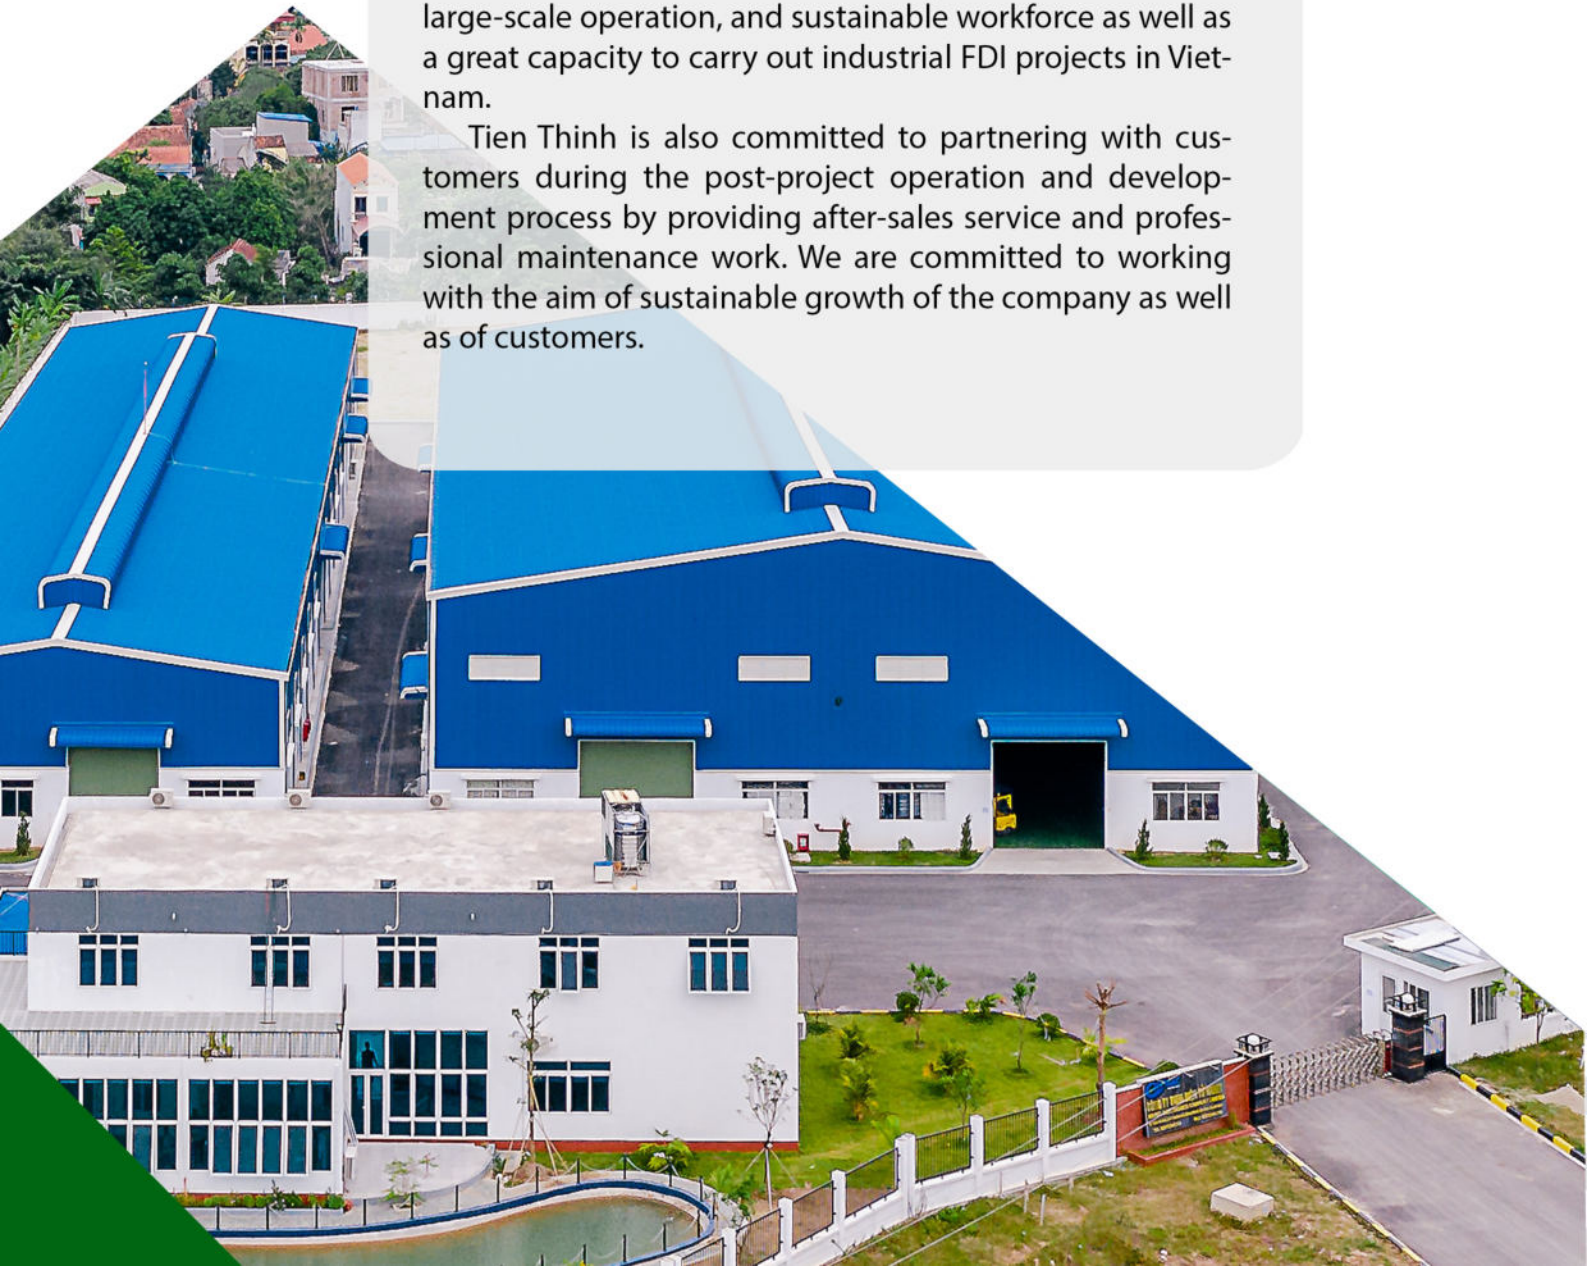 large-scale operation, and sustainable workforce as well as
a great capacity to carry out industrial FDI projects in Viet-
nam.
Tien Thinh is also committed to partnering with cus-
tomers during the post-project operation and develop-
ment process by providing after-sales service and profes-
sional maintenance work. We are committed to working
with the aim of sustainable growth of the company as well
as of customers.